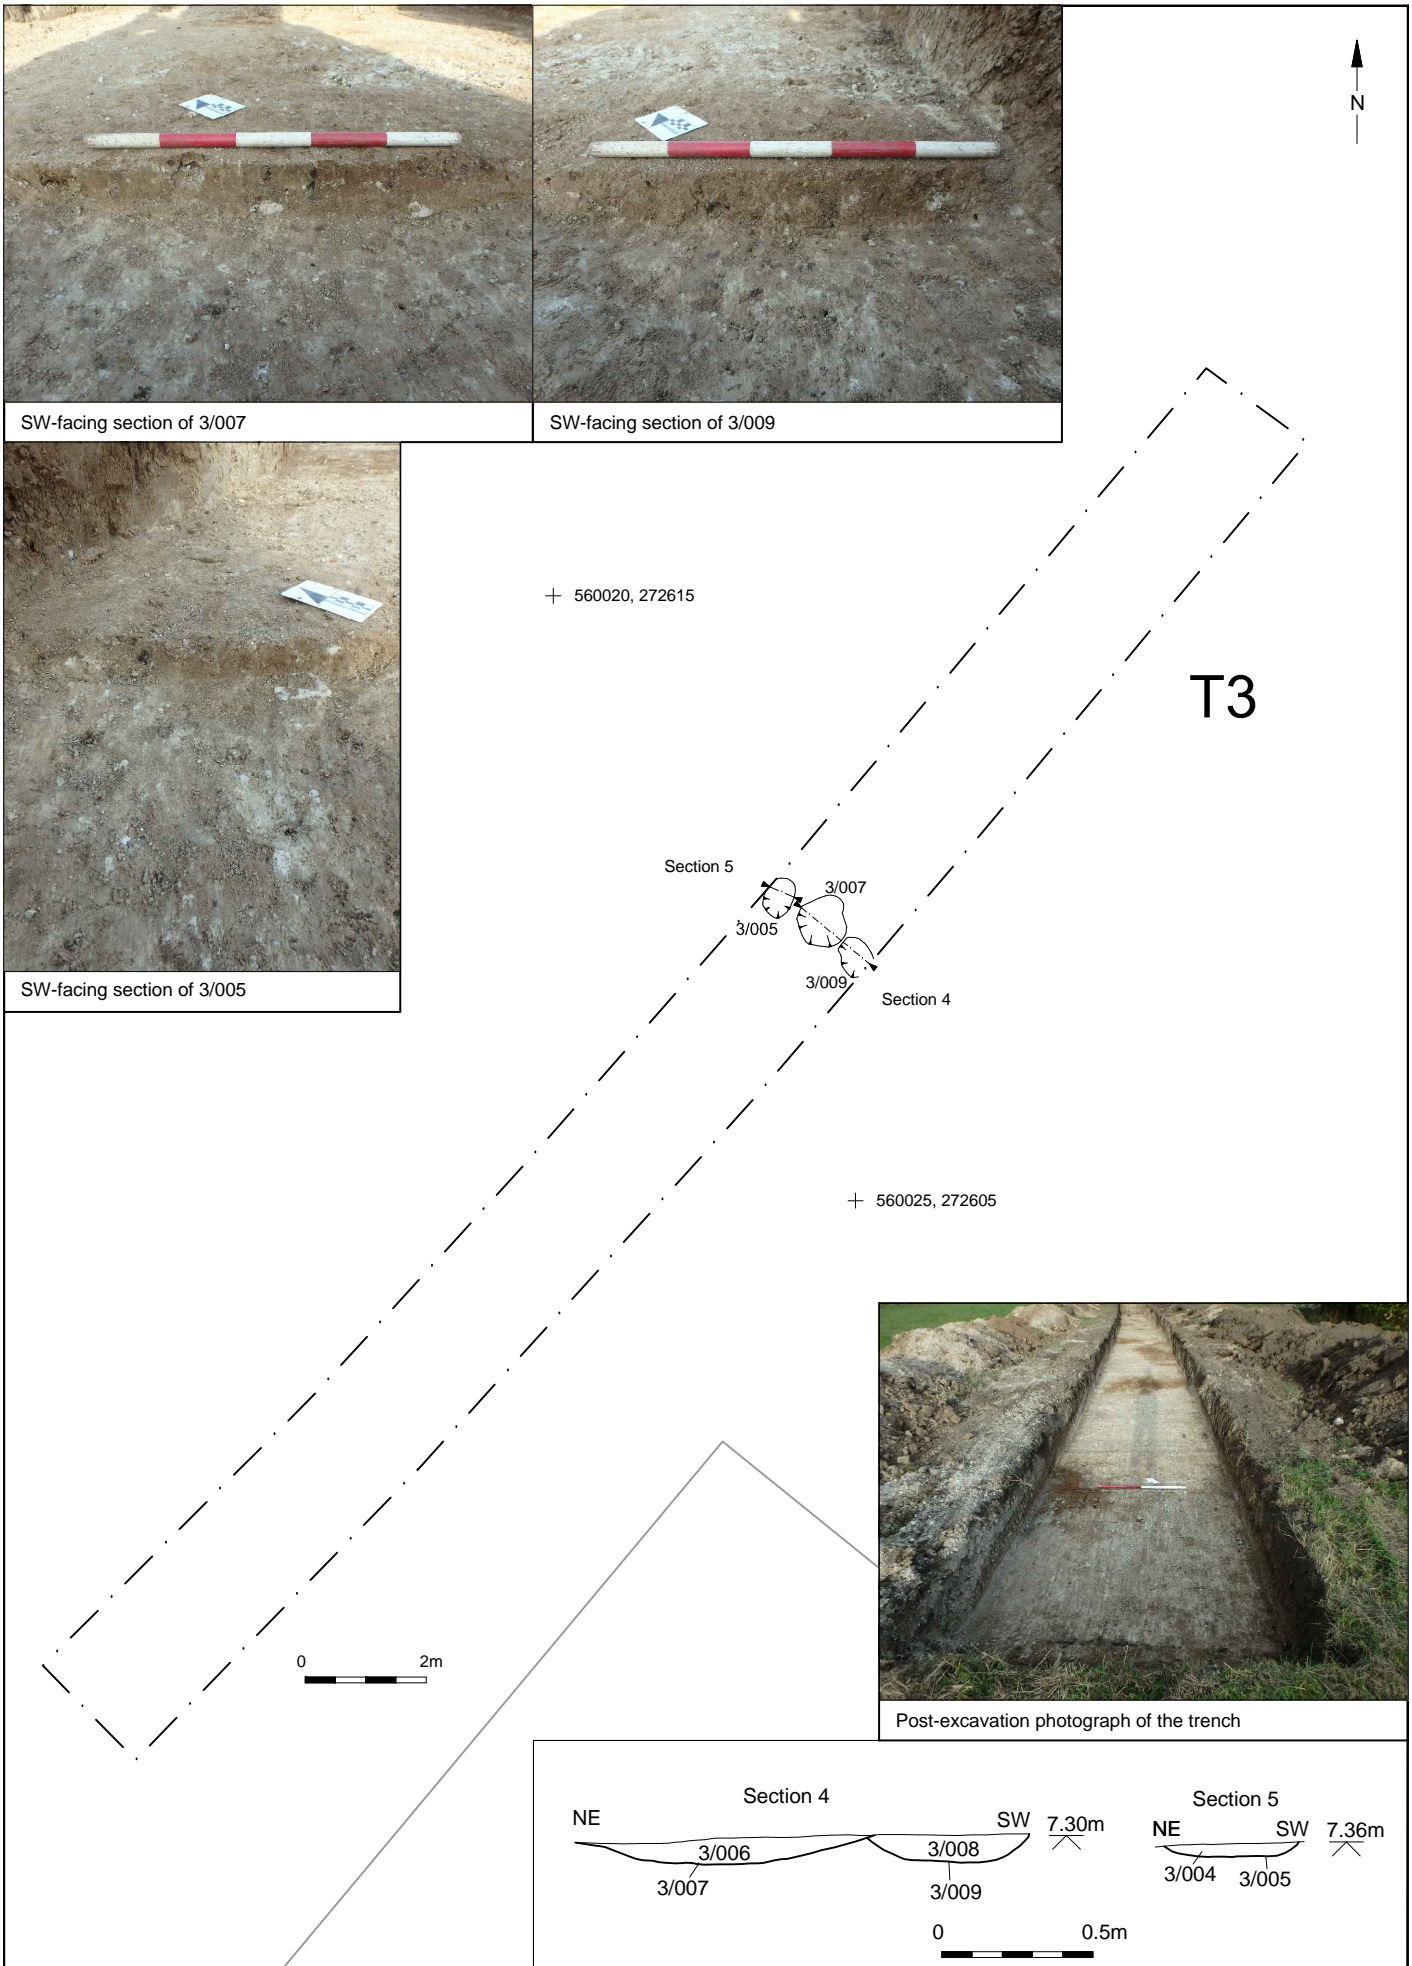 N
SW-facing section of 3/007
SW-facing section of 3/009
560020, 272615
T3
Section 5
3/007
3/005
3/009
Section 4
SW-facing section of 3/005
560025, 272605
0 2m
Post-excavation photograph of the trench
Section 4
NE SW 7.30m
3/006 3/008
3/007 3/009
0 0.5m
Section 5
NE SW 7.36m
3/004 3/005